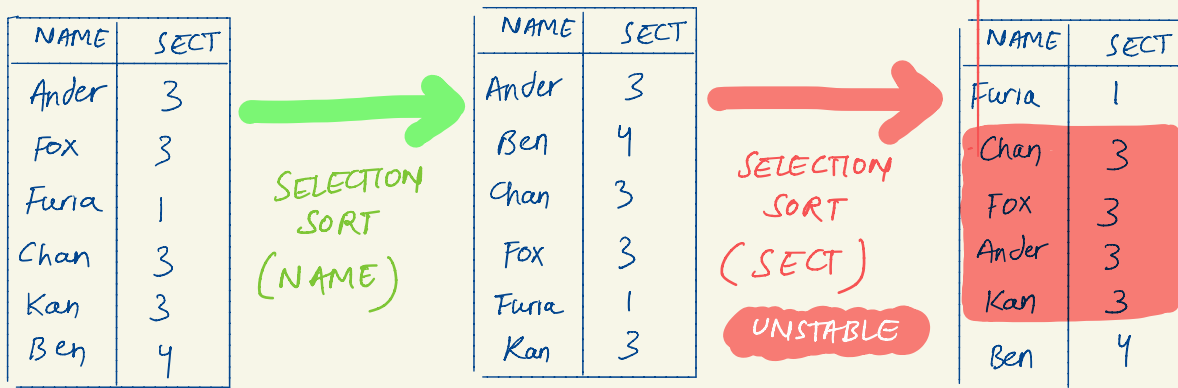 NAME SECT
Ander 3
Fox 3
Furia 1
Chan 3
Kan 3
Ben 4
SELECTION
SORT
(NAME)
NAME SECT
Ander 3
Ben 4
Chan 3
Fox 3
Furia 1
Kan 3
SELECTION
SORT
(SECT)
UNSTABLE
NAME SECT
Furia 1
Chan 3
Fox 3
Ander 3
Kan 3
Ben 4